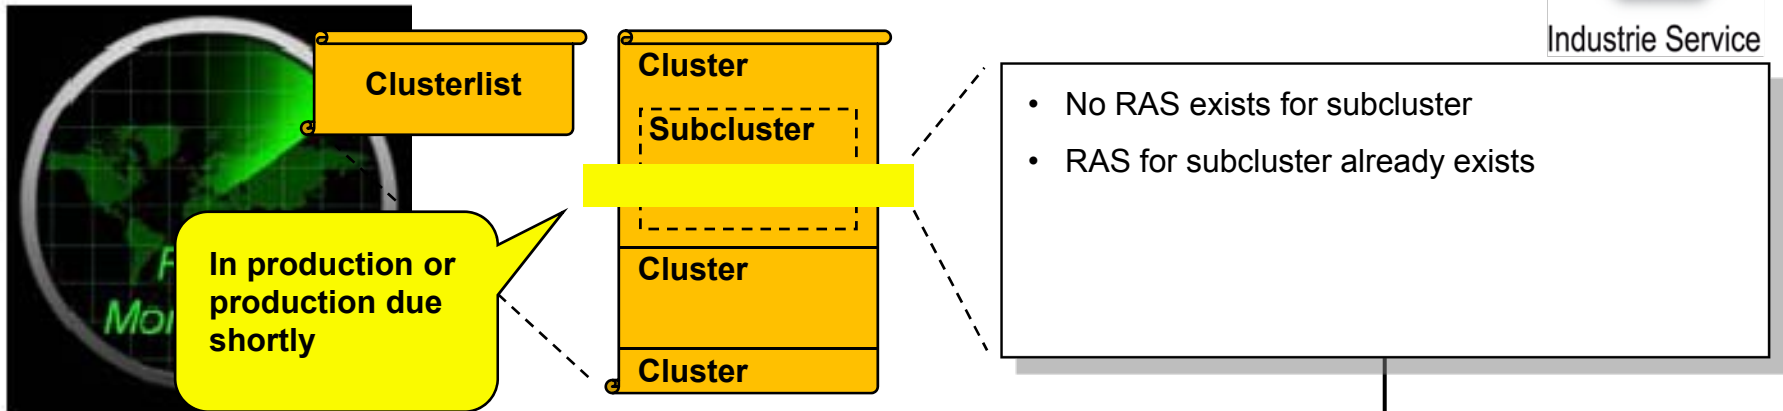 Industrie Service
Clusterlist
Cluster
Subcluster
Cluster
Cluster
In production or
production due
shortly
• No RAS exists for subcluster
• RAS for subcluster already exists